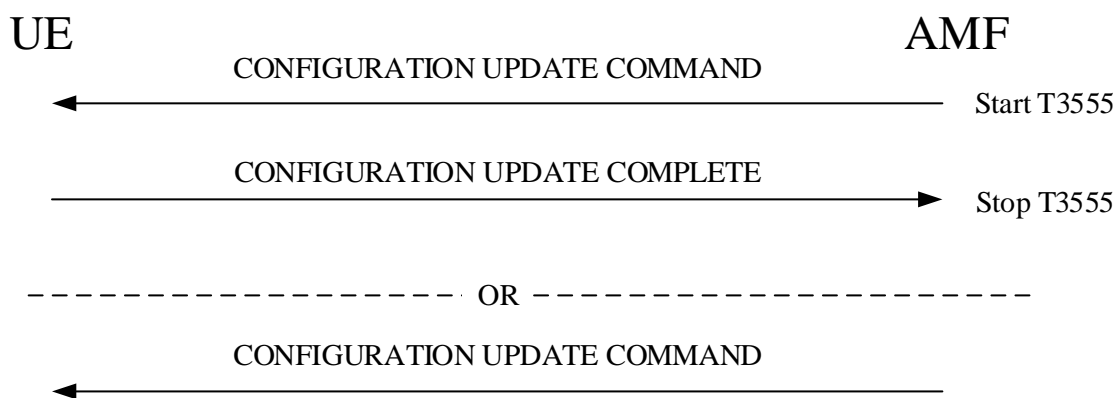 UE AMF
CONFIGURATION UPDATE COMMAND
Start T3555
CONFIGURATION UPDATE COMPLETE
Stop T3555
OR
CONFIGURATION UPDATE COMMAND